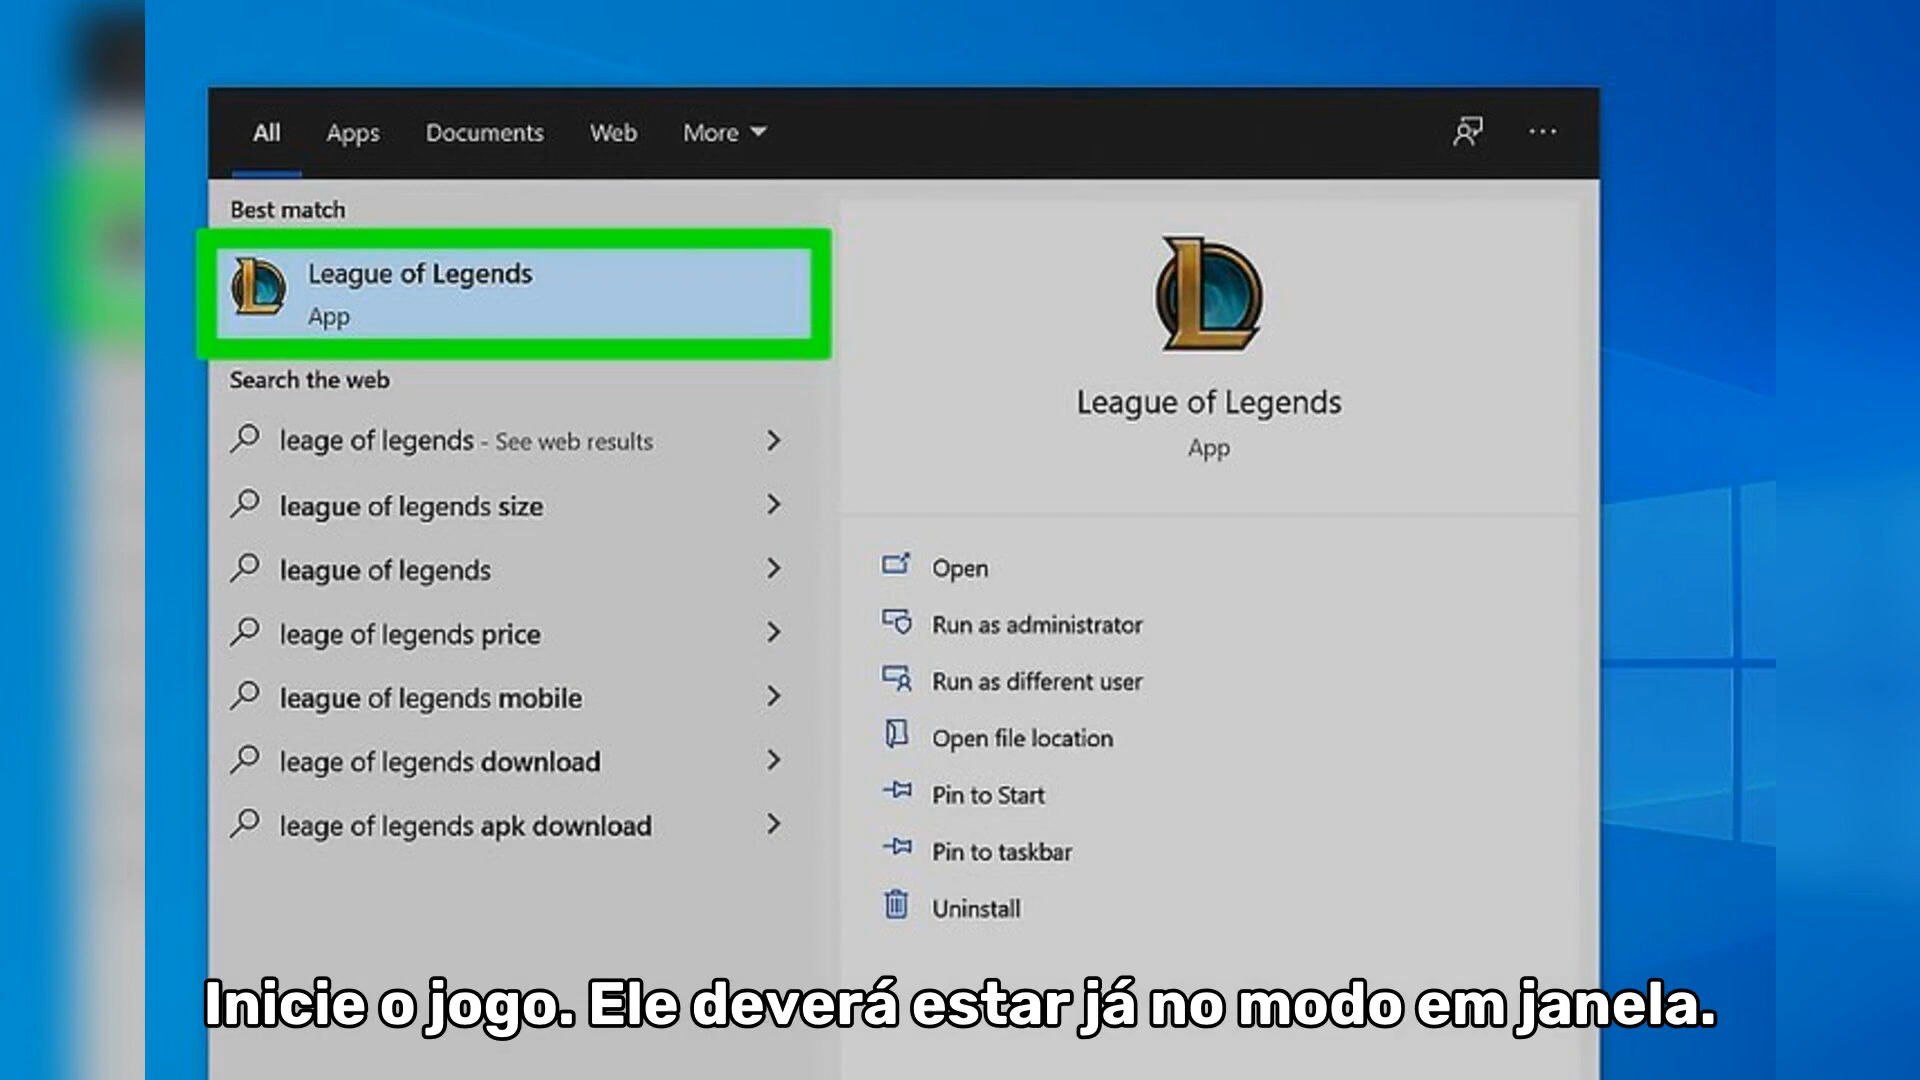 All Apps Documents Web More
Best match
League of Legends
App
Search the web
leage of legends - See web results
league of legends size
league of legends
leage of legends price
league of legends mobile
leage of legends download
leage of legends apk download
League of Legends
App
Open
Run as administrator
Run as different user
Open file location
Pin to Start
Pin to taskbar
Uninstall
Inicie o jogo. Ele deverá estar já no modo em janela.